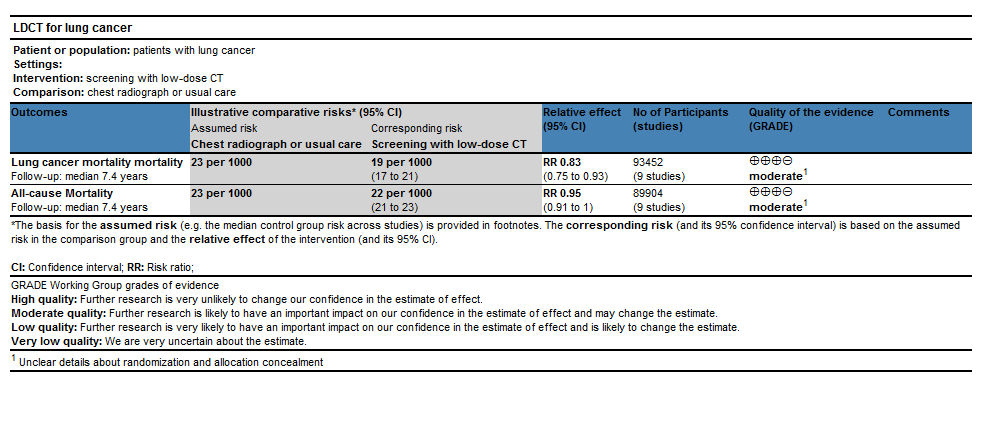 LDCT for lung cancer
Patient or population: patients with lung cancer
Settings:
Intervention: screening with low-dose CT
Comparison: chest radiograph or usual care
Outcomes Illustrative comparative risks* (95% CI) Relative effect (95% CI) No of Participants (studies) Quality of the evidence (GRADE) Comments
Assumed risk Corresponding risk
Chest radiograph or usual care Screening with low-dose CT
Lung cancer mortality mortality 23 per 1000 19 per 1000 RR 0.83 93452 ⊕⊕⊕⊖
Follow-up: median 7.4 years (17 to 21) (0.75 to 0.93) (9 studies) moderate1
All-cause Mortality 23 per 1000 22 per 1000 RR 0.95 89904 ⊕⊕⊕⊖
Follow-up: median 7.4 years (21 to 23) (0.91 to 1) (9 studies) moderate1
*The basis for the assumed risk (e.g. the median control group risk across studies) is provided in footnotes. The corresponding risk (and its 95% confidence interval) is based on the assumed
risk in the comparison group and the relative effect of the intervention (and its 95% CI).
CI: Confidence interval; RR: Risk ratio;
GRADE Working Group grades of evidence
High quality: Further research is very unlikely to change our confidence in the estimate of effect.
Moderate quality: Further research is likely to have an important impact on our confidence in the estimate of effect and may change the estimate.
Low quality: Further research is very likely to have an important impact on our confidence in the estimate of effect and is likely to change the estimate.
Very low quality: We are very uncertain about the estimate.
1 Unclear details about randomization and allocation concealment